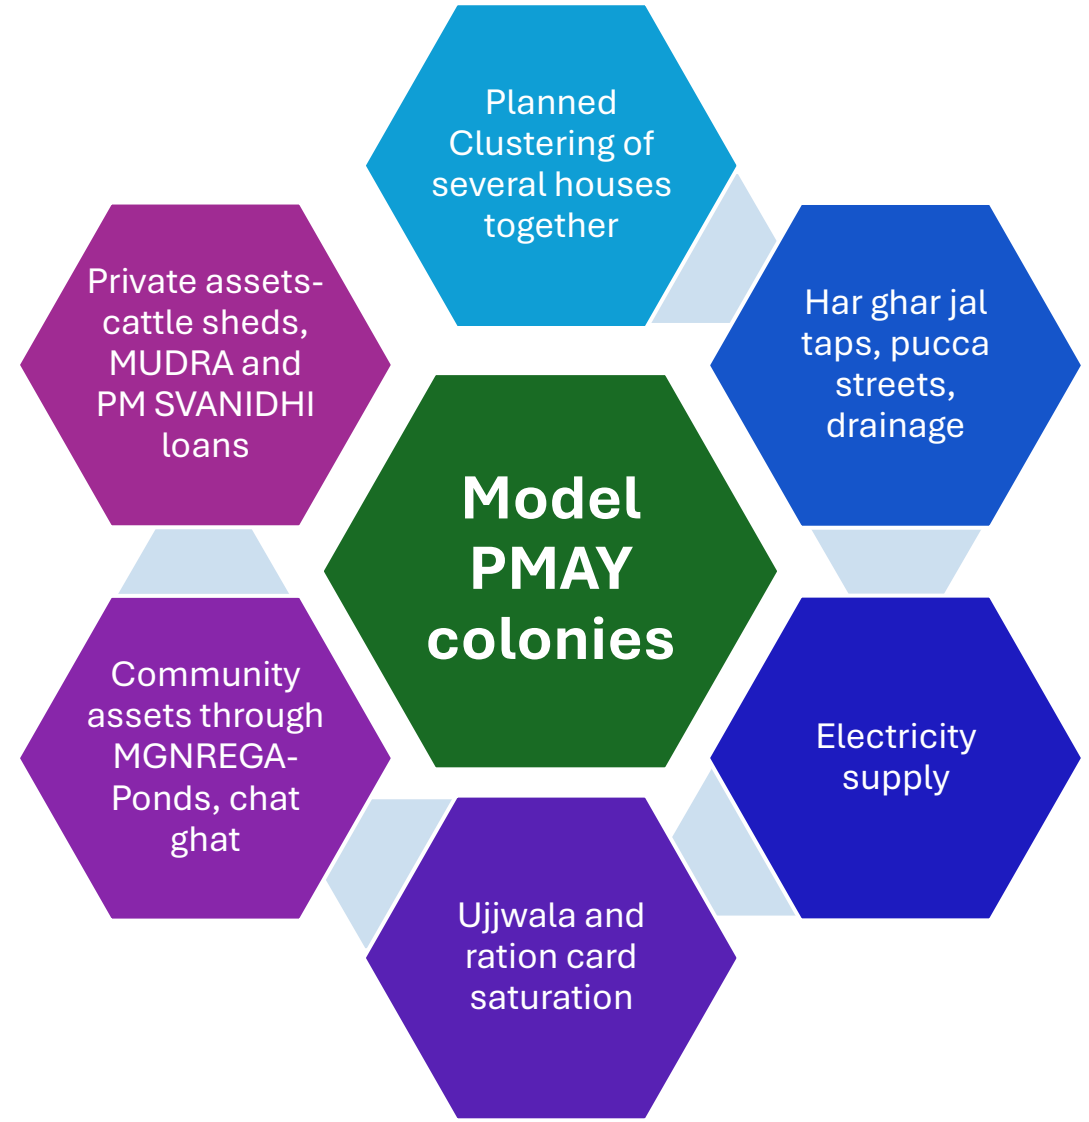 Planned
Clustering of
several houses
together
Har ghar jal
taps, pucca
streets,
drainage
Electricity
supply
Ujjwala and
ration card
saturation
Community
assets through
MGNREGA-
Ponds, chat
ghat
Private assets-
cattle sheds,
MUDRA and
PM SVANIDHI
loans
Model
PMAY
colonies